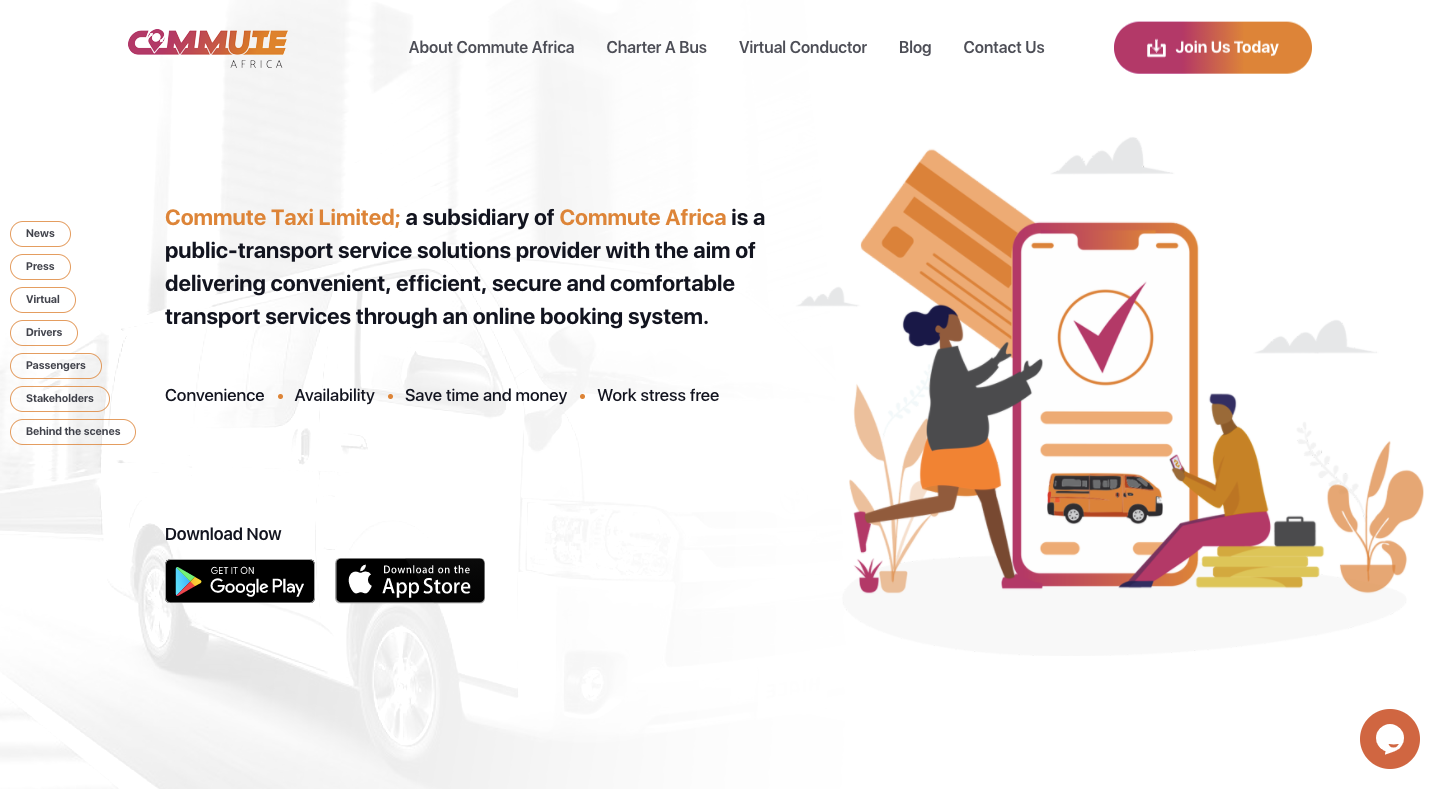 COMMUTE
AFRICA
About Commute Africa
Charter A Bus
Virtual Conductor
Blog
Contact Us
Join Us Today
News
Press
Virtual
Drivers
Passengers
Stakeholders
Behind the scenes
Commute Taxi Limited; a subsidiary of Commute Africa is a
public-transport service solutions provider with the aim of
delivering convenient, efficient, secure and comfortable
transport services through an online booking system.
Convenience • Availability • Save time and money • Work stress free
Download Now
GET IT ON
Google Play
Download on the
App Store